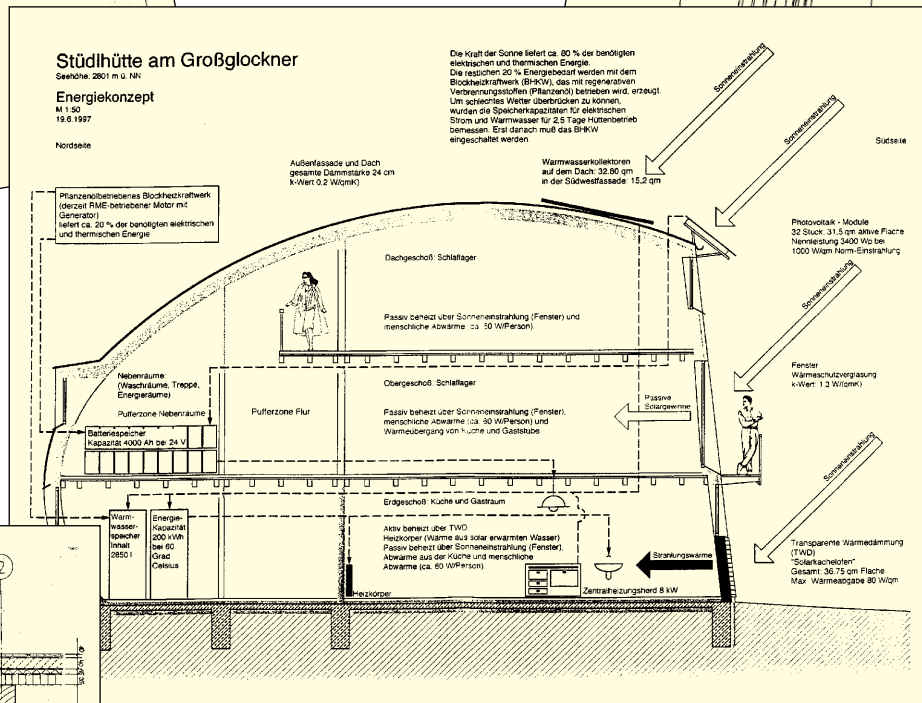 Stüdlhütte am Großglockner
Seehöhe: 2801 m ü. NN
Energiekonzept
M 1:50
19.6.1997
Nordseite
Die Kraft der Sonne liefert ca. 80 % der benötigten
elektrischen und thermischen Energie.
Die restlichen 20 % Energiebedarf werden mit dem
Blockheizkraftwerk (BHKW), das mit regenerativen
Verbrennungsstoffen (Pflanzenöl) betrieben wird, erzeugt.
Um schlechtes Wetter überbrücken zu können,
wurden die Speicherkapazitäten für elektrischen
Strom und Warmwasser für 2,5 Tage Hüttenbetrieb
bemessen. Erst danach muß das BHKW
eingeschaltet werden
Sonneneinstrahlung
Sonneneinstrahlung
Südseite
Außenfassade und Dach
gesamte Dämmstärke 24 cm
k-Wert 0.2 W/qmK)
Warmwasserkollektoren
auf dem Dach: 32.80 qm
in der Südwestfassade: 15,2 qm
Pflanzenölbetriebenes Blockheizkraftwerk
(derzeit RME-betriebener Motor mit
Generator)
liefert ca. 20 % der benötigten elektrischen
und thermischen Energie
Photovoltaik - Module
32 Stück, 31,5 qm aktive Fläche
Nennleistung 3400 Wp bei
1000 W/qm Norm-Einstrahlung
Dachgeschoß: Schlaflager
Sonneneinstrahlung
Passiv beheizt über Sonneneinstrahlung (Fenster) und
menschliche Abwärme (ca. 60 W/Person).
Fenster
Wärmeschutzverglasung
k-Wert: 1.3 W/(qmK)
Nebenräume:
(Waschräume, Treppe,
Energieräume)
Pufferzone Nebenräume
Pufferzone Flur
Obergeschoß: Schlaflager
Passiv beheizt über Sonneneinstrahlung (Fenster),
menschliche Abwärme (ca. 60 W/Person) und
Wärmeübergang von Küche und Gaststube
Passive
Solargewinne
Batteriespeicher
Kapazität 4000 Ah bei 24 V
Sonneneinstrahlung
Erdgeschoß: Küche und Gastraum
Warm-
wasser-
speicher
Inhalt
2850 l
Energie-
Kapazität
200 kWh
bei 60
Grad
Celsius
Aktiv beheizt über TWD,
Heizkörper (Wärme aus solar erwärmten Wasser)
Passiv beheizt über Sonneneinstrahlung (Fenster),
Abwärme aus der Küche und menschliche
Abwärme (ca. 60 W/Person).
Strahlungswärme
Transparente Wärmedämmung
(TWD)
"Solarkachelofen"
Gesamt: 36.75 qm Fläche
Max. Wärmeabgabe 80 W/qm
Heizkörper
Zentralheizungsherd 8 kW
2